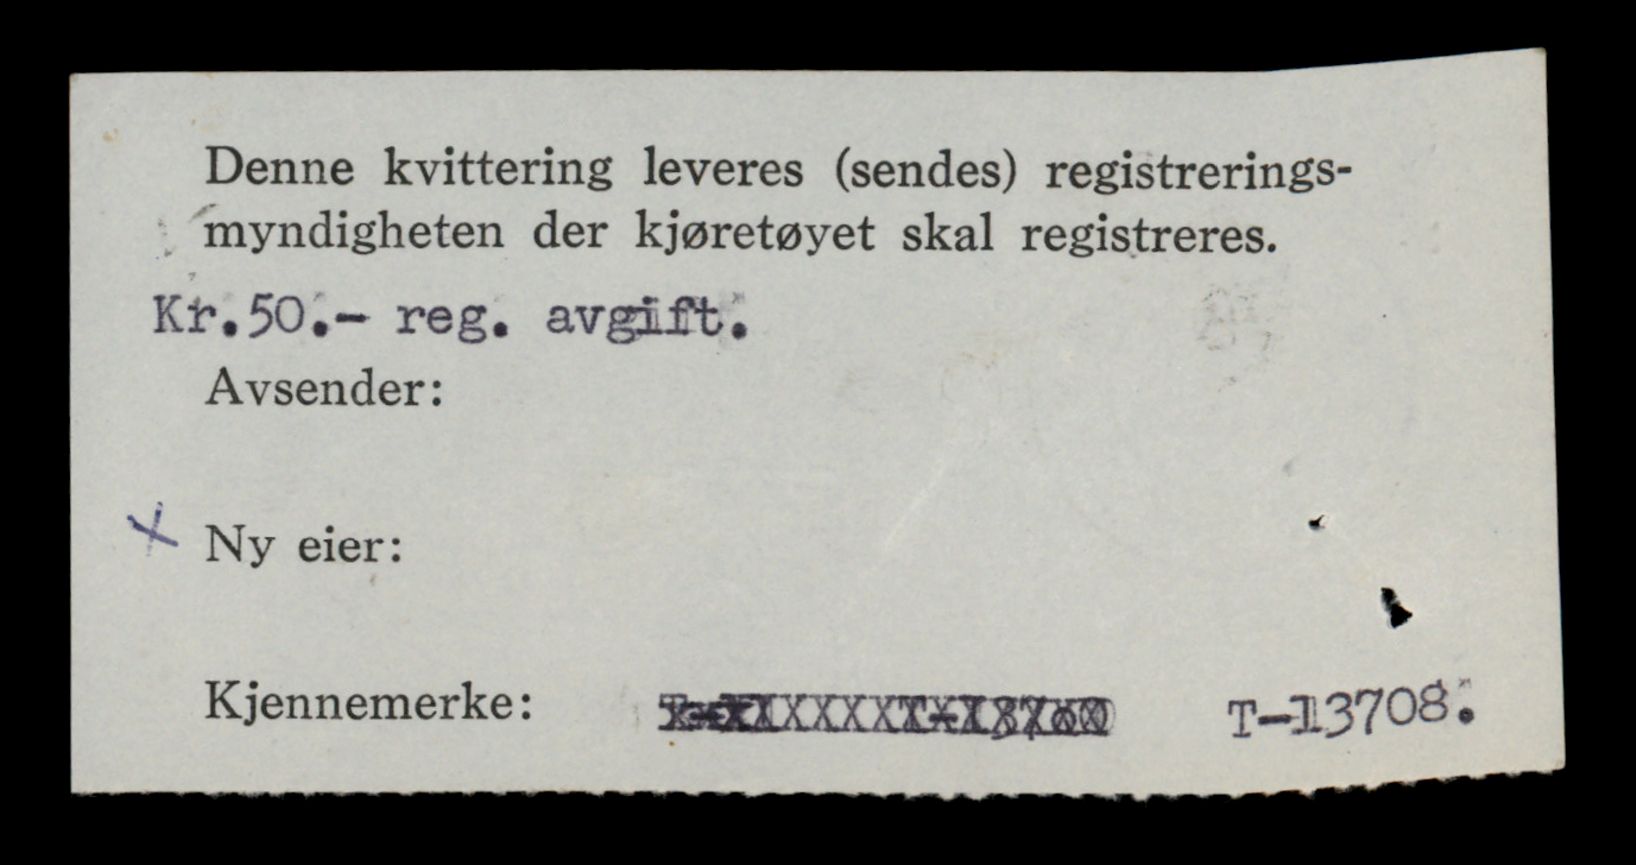 Denne kvittering leveres (sendes) registrerings-
myndigheten der kjøretøyet skal registreres.
Kr.50.- reg. avgift.
Avsender:
x Ny eier:
Kjennemerke: T-13708.